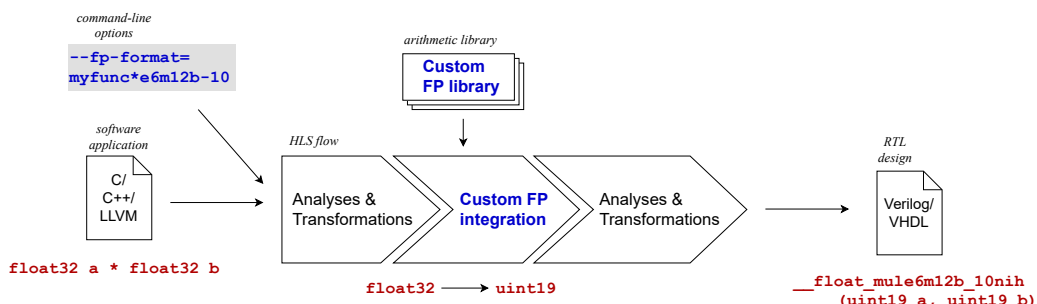 command-line
options
--fp-format=
myfunc*e6m12b-10
arithmetic library
Custom
FP library
software
application
C/
C++/
LLVM
float32 a * float32 b
HLS flow
Analyses &
Transformations
Custom FP
integration
Analyses &
Transformations
float32
uint19
RTL
design
Verilog/
VHDL
__float_mule6m12b_10nih
(uint19 a, uint19 b)